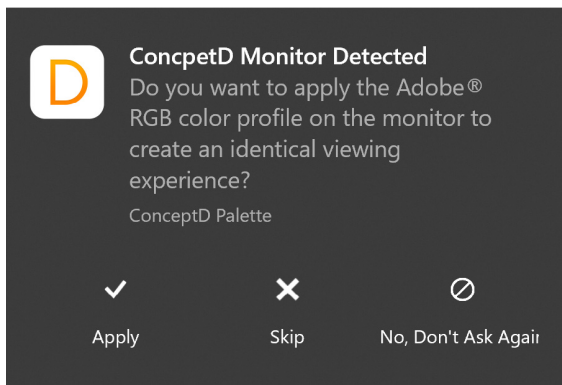 D
ConcpetD Monitor Detected
Do you want to apply the Adobe®
RGB color profile on the monitor to
create an identical viewing
experience?
ConceptD Palette
Apply
Skip
No, Don't Ask Agair